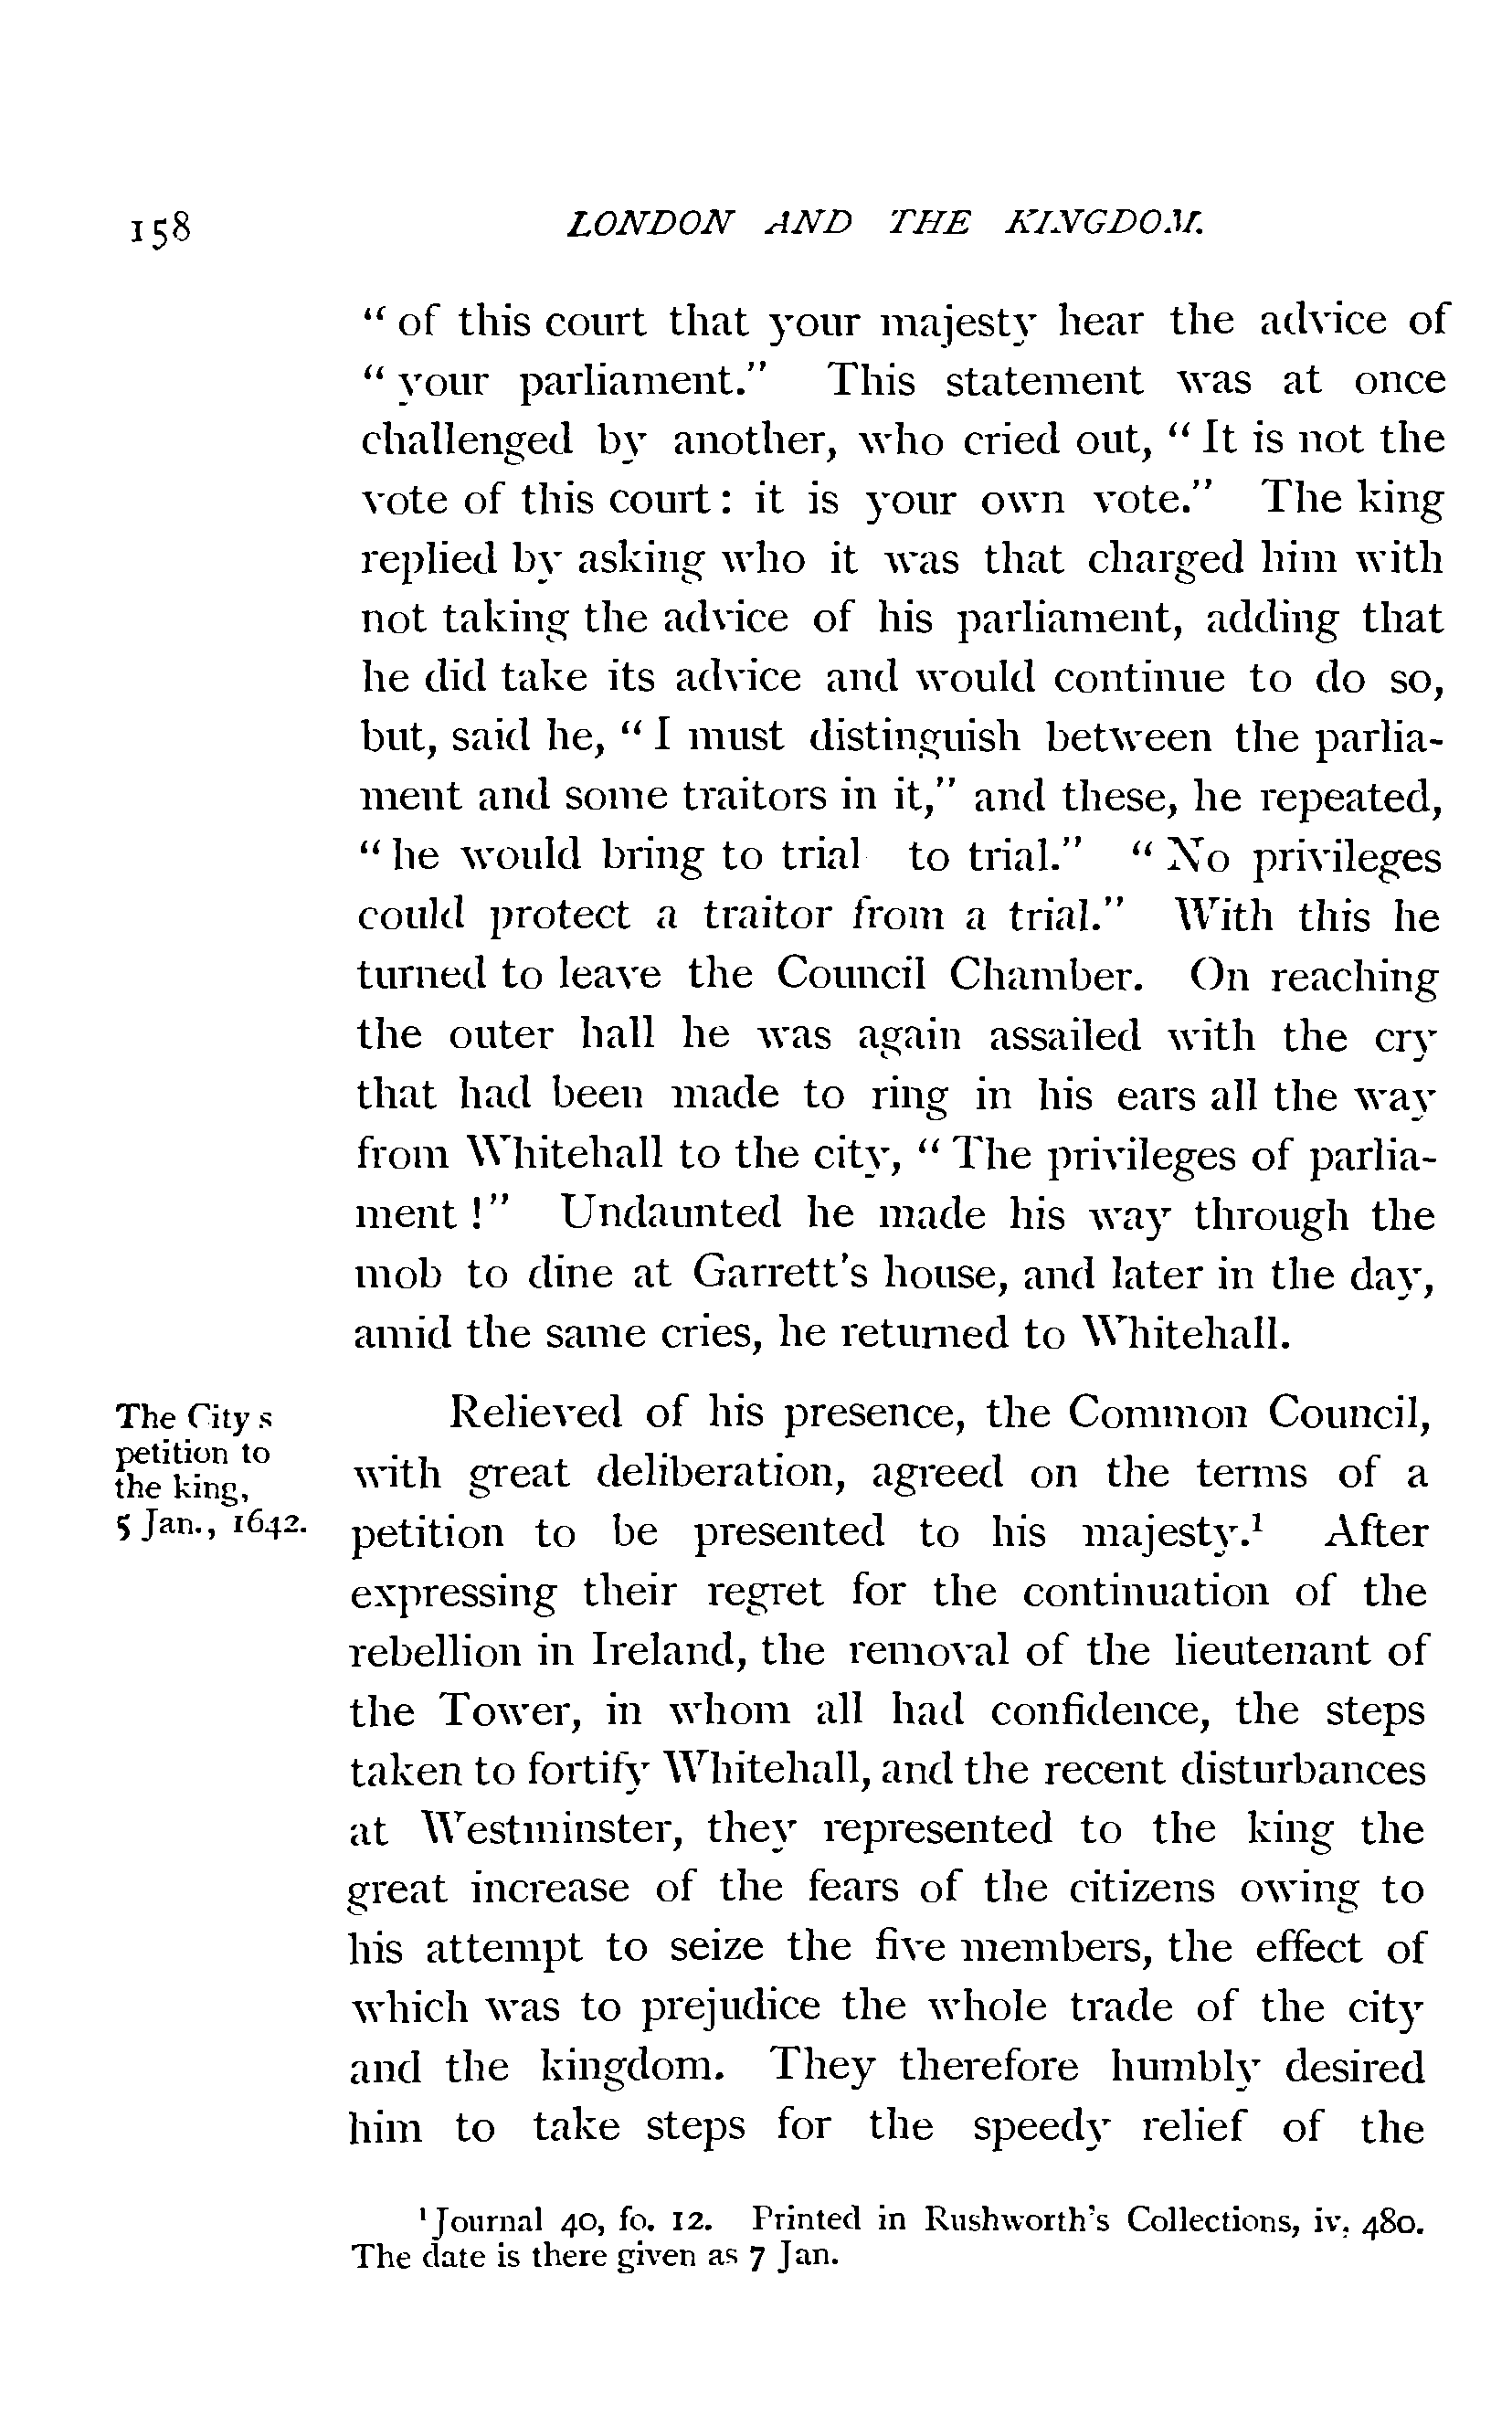 158 LONDON AND THE KINGDOM.
“ of this court that your majesty hear the advice of
“ your parliament.” This statement was at once
challenged by another, who cried out, “ It is not the
vote of this court : it is your own vote.” The king
replied by asking who it was that charged him with
not taking the advice of his parliament, adding that
he did take its advice and would continue to do so,
but, said he, “ I must distinguish between the parlia-
ment and some traitors in it,” and these, he repeated,
“ he would bring to trial to trial.” “ No privileges
could protect a traitor from a trial.” With this he
turned to leave the Council Chamber. On reaching
the outer hall he was again assailed with the cry
that had been made to ring in his ears all the way
from Whitehall to the city, “ The privileges of parlia-
ment ! ” Undaunted he made his way through the
mob to dine at Garrett’s house, and later in the day,
amid the same cries, he returned to Whitehall.
The City s
petition to
the king,
5 Jan., 1642.
Relieved of his presence, the Common Council,
with great deliberation, agreed on the terms of a
petition to be presented to his majesty.¹ After
expressing their regret for the continuation of the
rebellion in Ireland, the removal of the lieutenant of
the Tower, in whom all had confidence, the steps
taken to fortify Whitehall, and the recent disturbances
at Westminster, they represented to the king the
great increase of the fears of the citizens owing to
his attempt to seize the five members, the effect of
which was to prejudice the whole trade of the city
and the kingdom. They therefore humbly desired
him to take steps for the speedy relief of the
¹ Journal 40, fo. 12. Printed in Rushworth’s Collections, iv, 480.
The date is there given as 7 Jan.